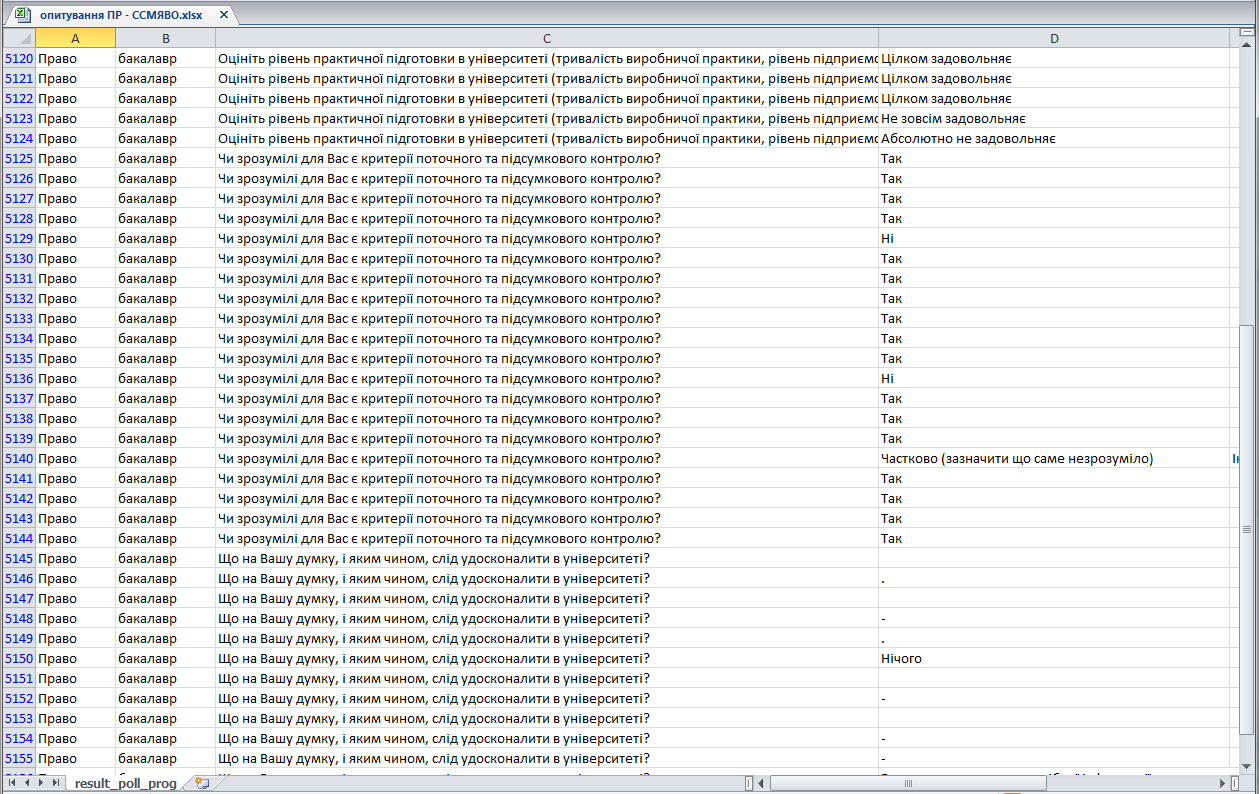 опитування ПР - ССМЯВО.xlsx
A B C D
5120 Право бакалавр Оцініть рівень практичної підготовки в університеті (тривалість виробничої практики, рівень підприємс Цілком задовольняє
5121 Право бакалавр Оцініть рівень практичної підготовки в університеті (тривалість виробничої практики, рівень підприємс Цілком задовольняє
5122 Право бакалавр Оцініть рівень практичної підготовки в університеті (тривалість виробничої практики, рівень підприємс Цілком задовольняє
5123 Право бакалавр Оцініть рівень практичної підготовки в університеті (тривалість виробничої практики, рівень підприємс Не зовсім задовольняє
5124 Право бакалавр Оцініть рівень практичної підготовки в університеті (тривалість виробничої практики, рівень підприємс Абсолютно не задовольняє
5125 Право бакалавр Чи зрозумілі для Вас є критерії поточного та підсумкового контролю? Так
5126 Право бакалавр Чи зрозумілі для Вас є критерії поточного та підсумкового контролю? Так
5127 Право бакалавр Чи зрозумілі для Вас є критерії поточного та підсумкового контролю? Так
5128 Право бакалавр Чи зрозумілі для Вас є критерії поточного та підсумкового контролю? Так
5129 Право бакалавр Чи зрозумілі для Вас є критерії поточного та підсумкового контролю? Ні
5130 Право бакалавр Чи зрозумілі для Вас є критерії поточного та підсумкового контролю? Так
5131 Право бакалавр Чи зрозумілі для Вас є критерії поточного та підсумкового контролю? Так
5132 Право бакалавр Чи зрозумілі для Вас є критерії поточного та підсумкового контролю? Так
5133 Право бакалавр Чи зрозумілі для Вас є критерії поточного та підсумкового контролю? Так
5134 Право бакалавр Чи зрозумілі для Вас є критерії поточного та підсумкового контролю? Так
5135 Право бакалавр Чи зрозумілі для Вас є критерії поточного та підсумкового контролю? Так
5136 Право бакалавр Чи зрозумілі для Вас є критерії поточного та підсумкового контролю? Ні
5137 Право бакалавр Чи зрозумілі для Вас є критерії поточного та підсумкового контролю? Так
5138 Право бакалавр Чи зрозумілі для Вас є критерії поточного та підсумкового контролю? Так
5139 Право бакалавр Чи зрозумілі для Вас є критерії поточного та підсумкового контролю? Так
5140 Право бакалавр Чи зрозумілі для Вас є критерії поточного та підсумкового контролю? Частково (зазначити що саме незрозуміло)
5141 Право бакалавр Чи зрозумілі для Вас є критерії поточного та підсумкового контролю? Так
5142 Право бакалавр Чи зрозумілі для Вас є критерії поточного та підсумкового контролю? Так
5143 Право бакалавр Чи зрозумілі для Вас є критерії поточного та підсумкового контролю? Так
5144 Право бакалавр Чи зрозумілі для Вас є критерії поточного та підсумкового контролю? Так
5145 Право бакалавр Що на Вашу думку, і яким чином, слід удосконалити в університеті?
5146 Право бакалавр Що на Вашу думку, і яким чином, слід удосконалити в університеті? .
5147 Право бакалавр Що на Вашу думку, і яким чином, слід удосконалити в університеті?
5148 Право бакалавр Що на Вашу думку, і яким чином, слід удосконалити в університеті? -
5149 Право бакалавр Що на Вашу думку, і яким чином, слід удосконалити в університеті? .
5150 Право бакалавр Що на Вашу думку, і яким чином, слід удосконалити в університеті? Нічого
5151 Право бакалавр Що на Вашу думку, і яким чином, слід удосконалити в університеті?
5152 Право бакалавр Що на Вашу думку, і яким чином, слід удосконалити в університеті? -
5153 Право бакалавр Що на Вашу думку, і яким чином, слід удосконалити в університеті?
5154 Право бакалавр Що на Вашу думку, і яким чином, слід удосконалити в університеті? -
5155 Право бакалавр Що на Вашу думку, і яким чином, слід удосконалити в університеті? -
result_poll_prog